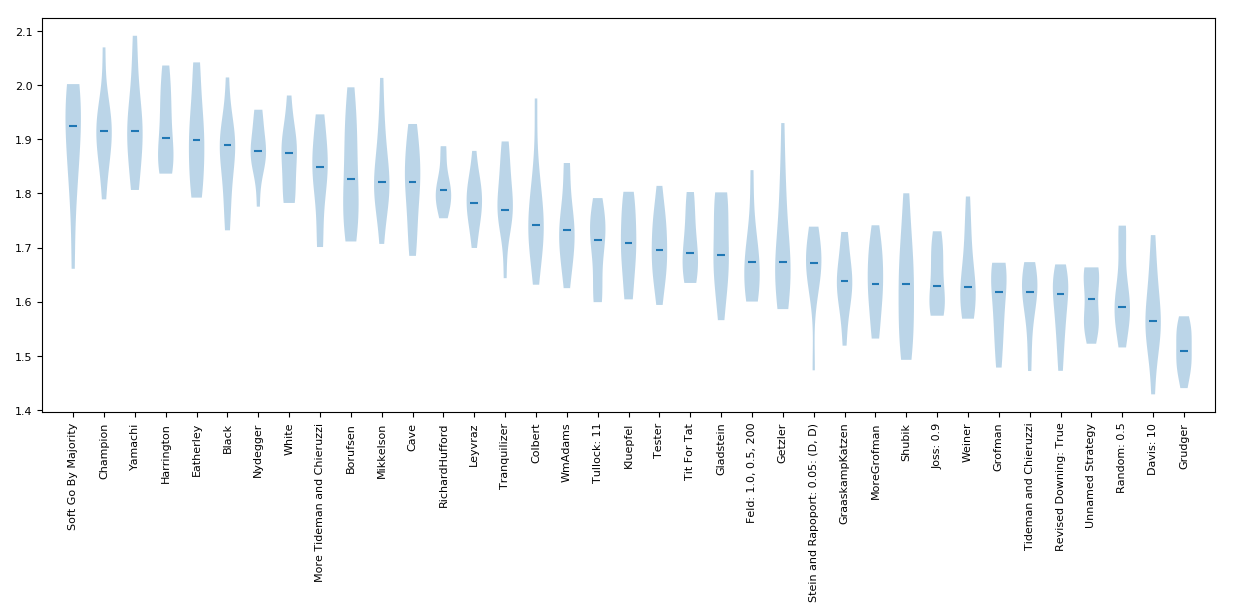 2.1
2.0
1.9
1.8
1.7
1.6
1.5
1.4
Soft Go By Majority
Champion
Yamachi
Harrington
Eatherley
Black
Nydegger
White
More Tideman and Chieruzzi
Borufsen
Mikkelson
Cave
RichardHufford
Leyvraz
Tranquilizer
Colbert
WmAdams
Tullock: 11
Kluepfel
Tester
Tit For Tat
Gladstein
Feld: 1.0, 0.5, 200
Getzler
Stein and Rapoport: 0.05: (D, D)
GraaskampKatzen
MoreGrofman
Shubik
Joss: 0.9
Weiner
Grofman
Tideman and Chieruzzi
Revised Downing: True
Unnamed Strategy
Random: 0.5
Davis: 10
Grudger